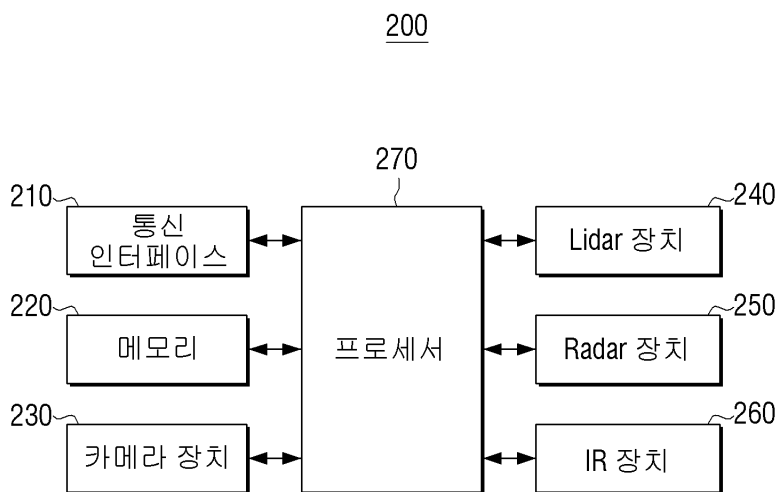 200
270
210
통신
인터페이스
240
Lidar 장치
220
메모리
프로세서
250
Radar 장치
230
카메라 장치
260
IR 장치